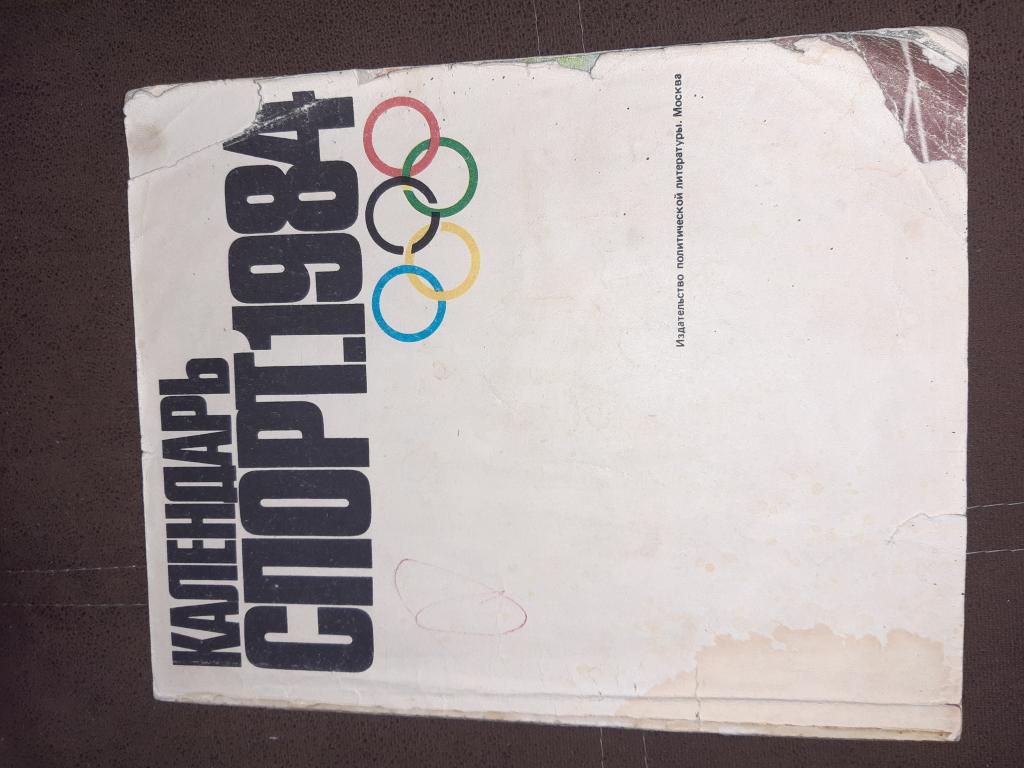 КАЛЕНДАРЬ
СПОРТ.1984
Издательство политической литературы. Москва